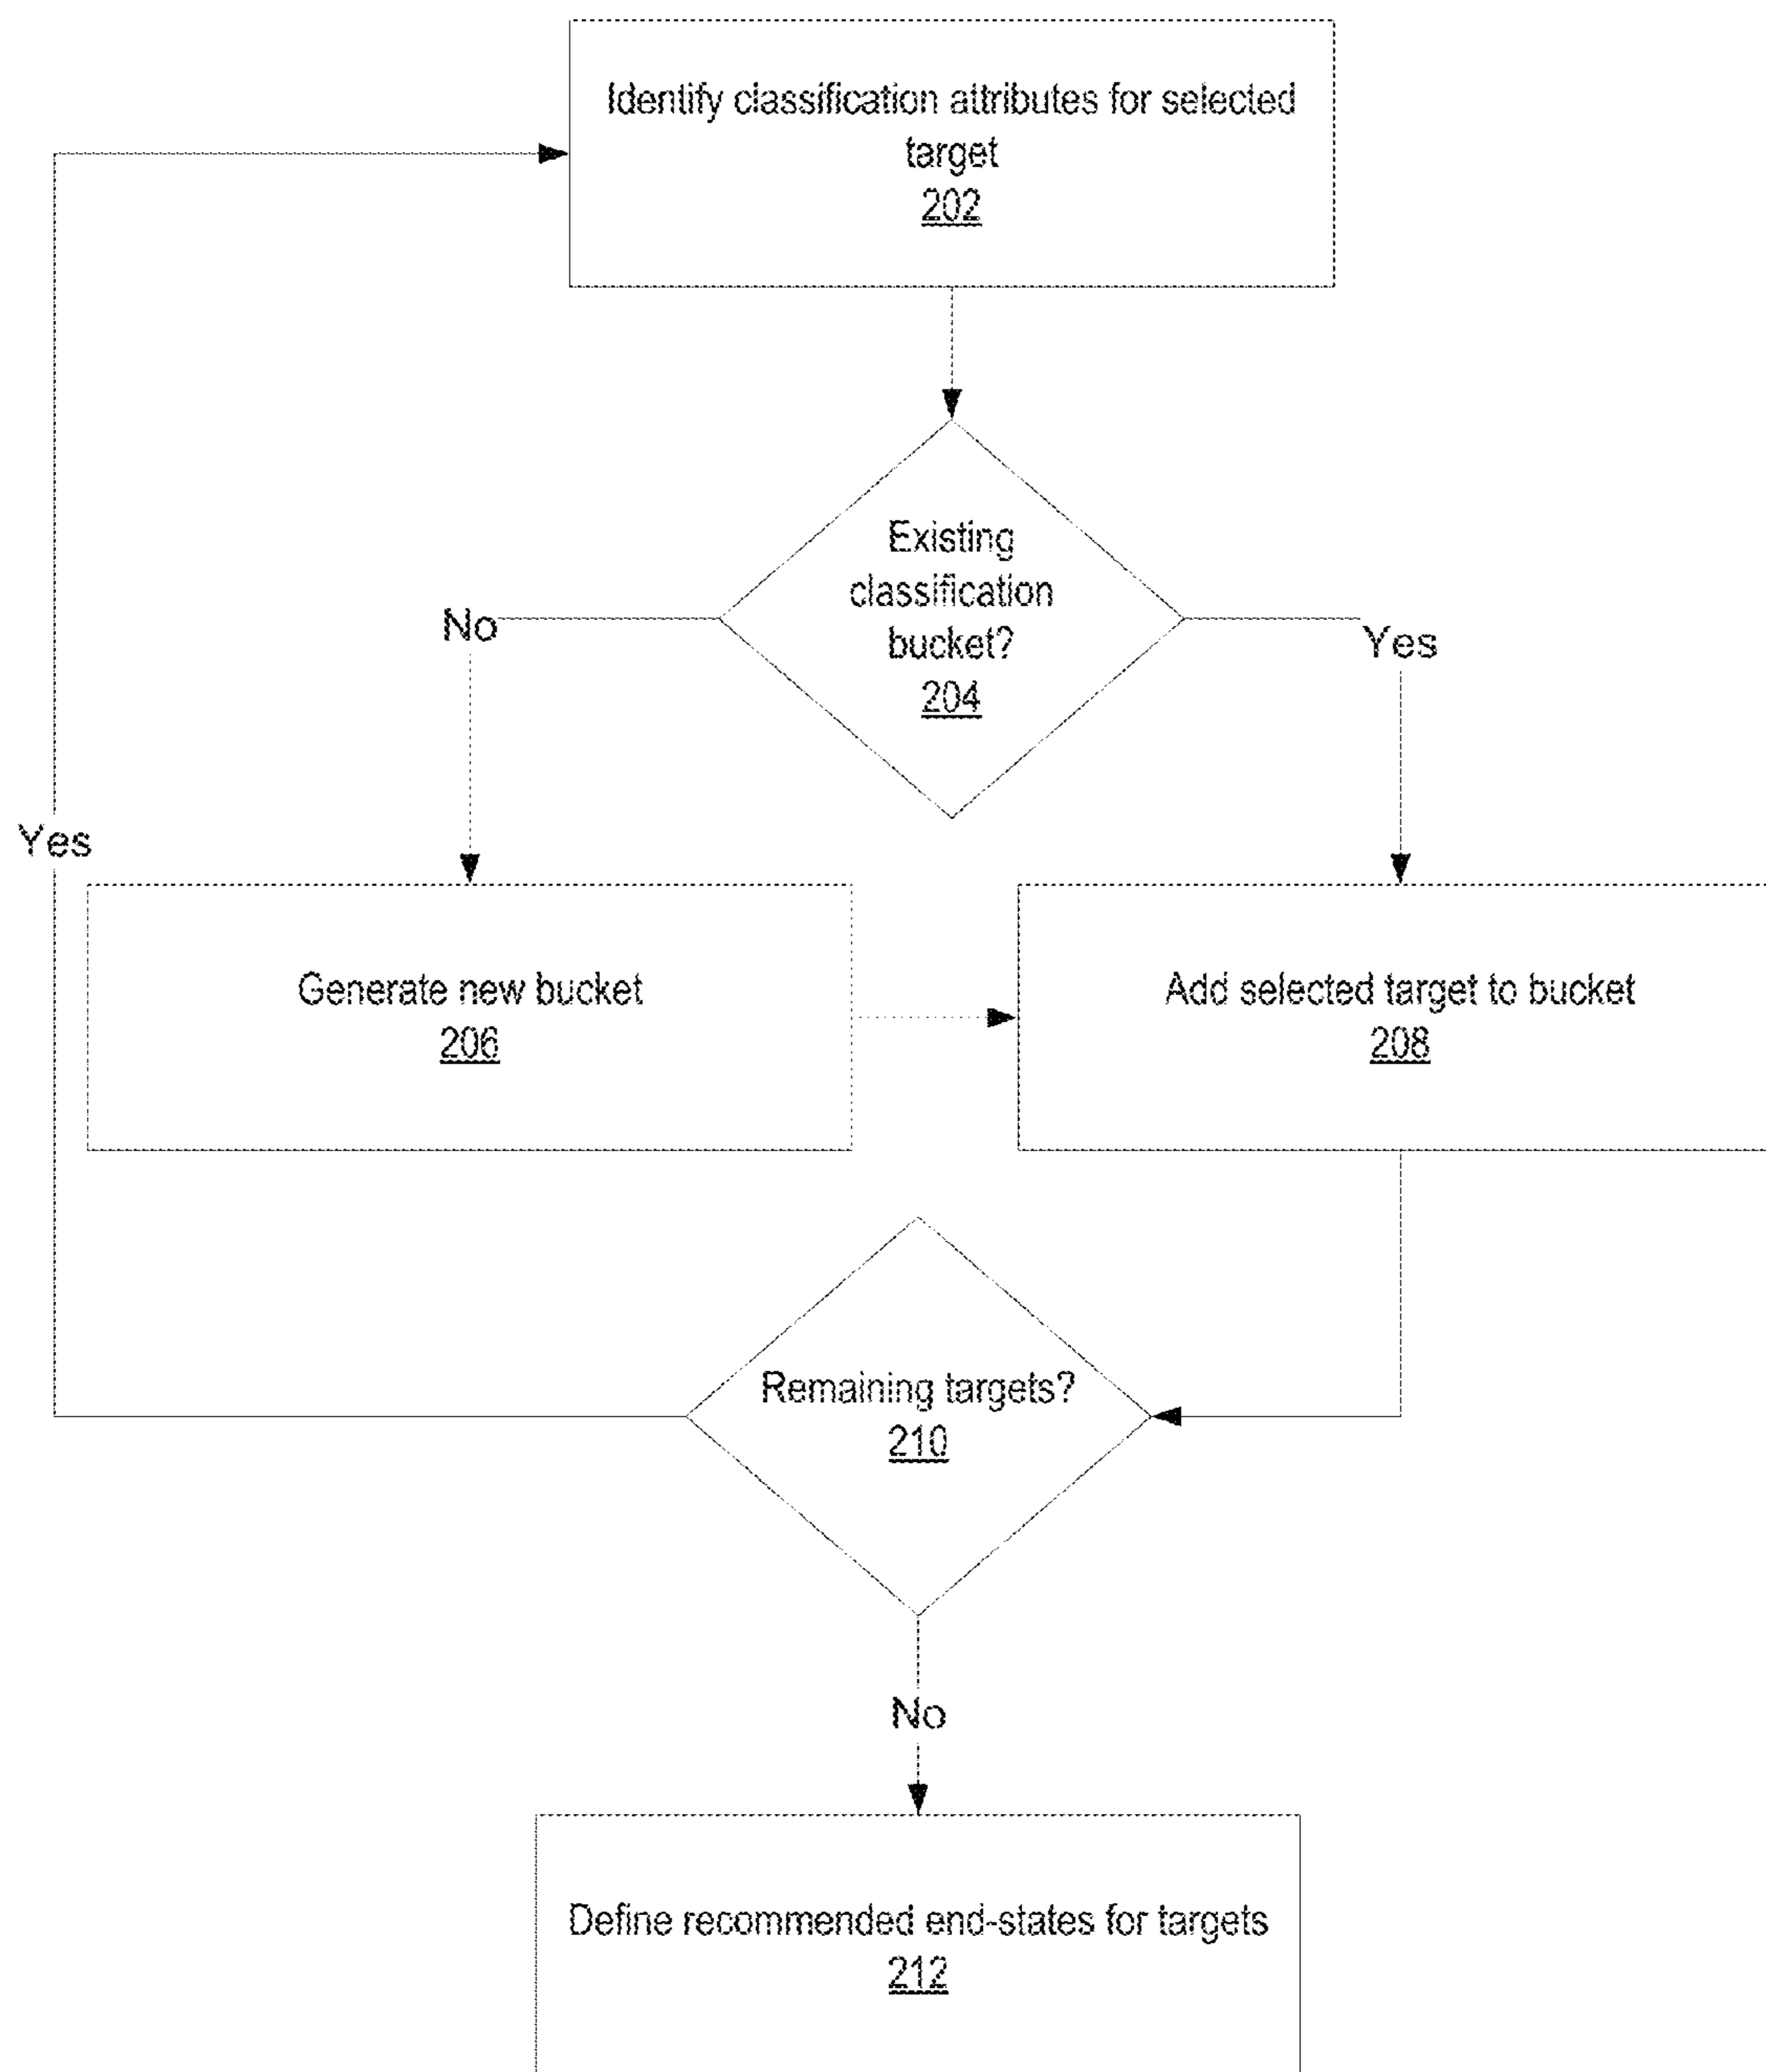 Identify classification attributes for selected
target
202
Existing
classification
bucket?
204
No
Yes
Yes
Generate new bucket
206
Add selected target to bucket
208
Remaining targets?
210
No
Define recommended end-states for targets
212